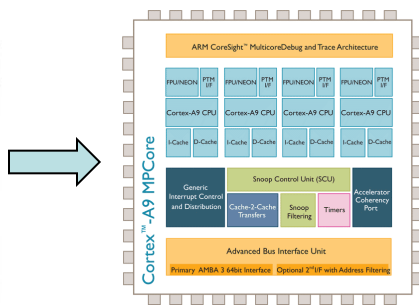 ARM CoreSight™ MulticoreDebug and Trace Architecture
FPU/NEON PTM I/F FPU/NEON PTM I/F FPU/NEON PTM I/F FPU/NEON PTM I/F
Cortex-A9 CPU Cortex-A9 CPU Cortex-A9 CPU Cortex-A9 CPU
I-Cache D-Cache I-Cache D-Cache I-Cache D-Cache I-Cache D-Cache
Cortex™-A9 MPCore
Generic
Interrupt Control
and Distribution
Snoop Control Unit (SCU)
Cache-2-Cache
Transfers
Snoop
Filtering
Timers
Accelerator
Coherency
Port
Advanced Bus Interface Unit
Primary AMBA 3 64bit Interface Optional 2nd I/F with Address Filtering